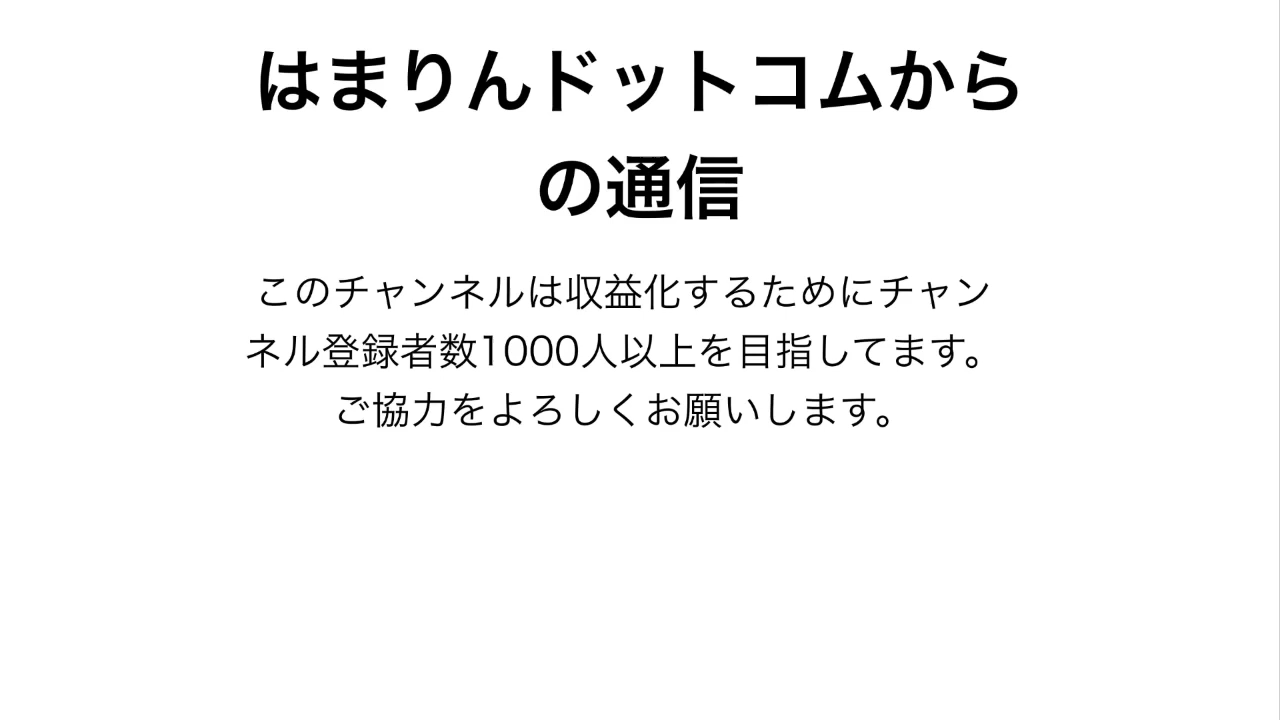 はまりんドットコムから
の通信
このチャンネルは収益化するためにチャン
ネル登録者数1000人以上を目指してます。
ご協力をよろしくお願いします。